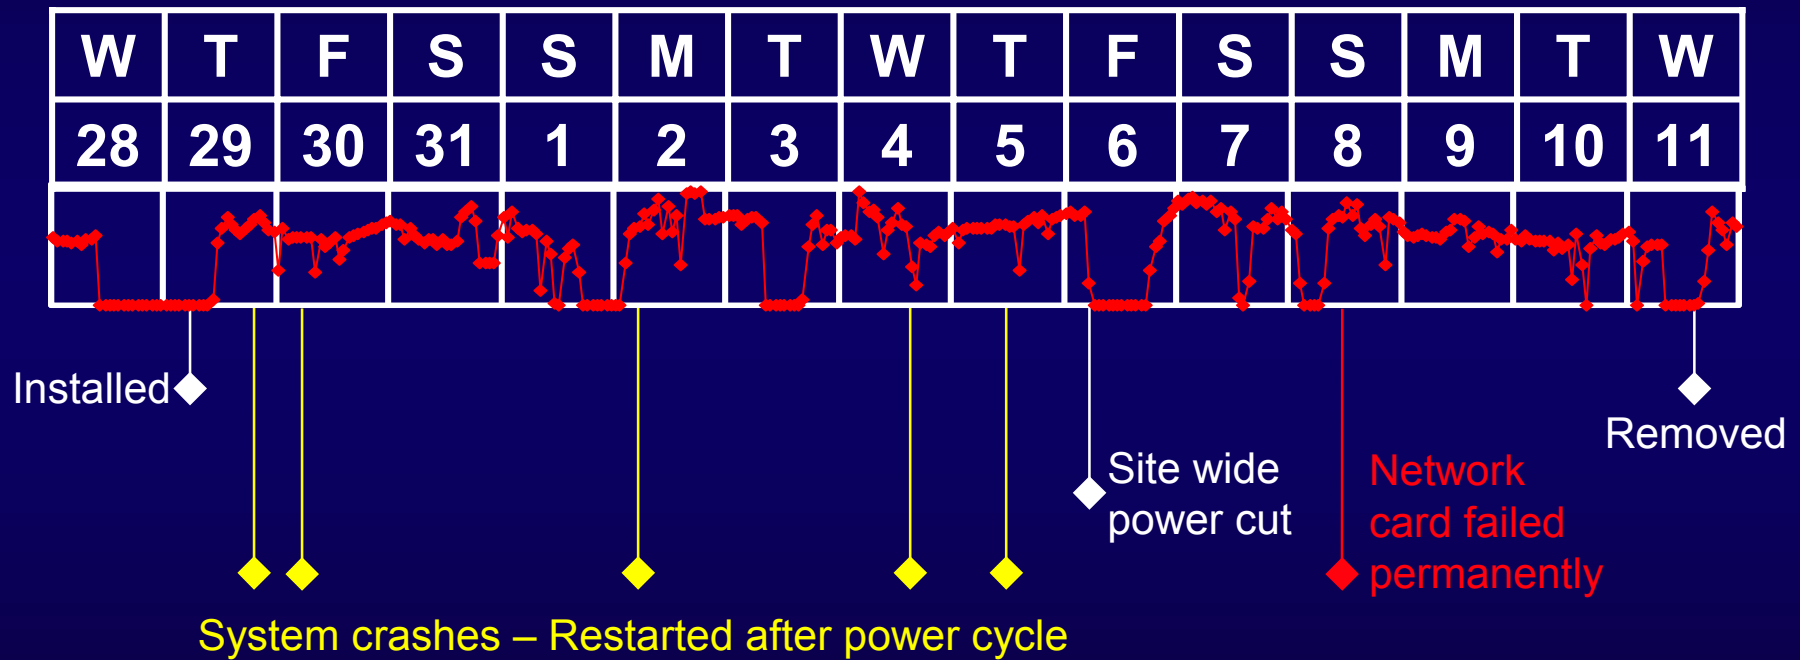 W T F S S M T W T F S S M T W
28 29 30 31 1 2 3 4 5 6 7 8 9 10 11
Installed
Removed
Site wide
power cut
Network
card failed
permanently
System crashes – Restarted after power cycle